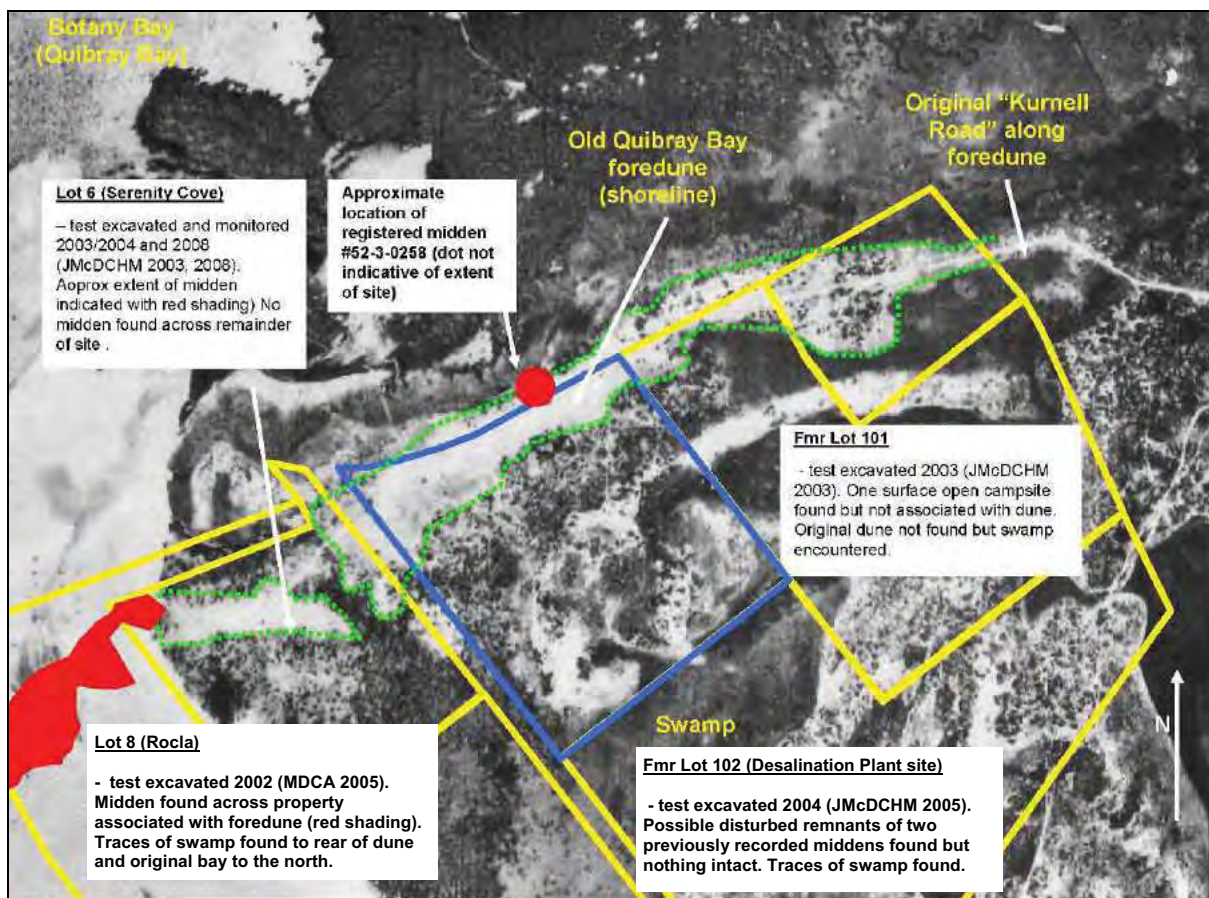 Botany Bay
(Quibray Bay)
Original "Kurnell
Road" along
foredune
Old Quibray Bay
foredune
(shoreline)
Lot 6 (Serenity Cove)
– test excavated and monitored
2003/2004 and 2008
(JMcDCHM 2003, 2008).
Aoprox extent of midden
indicated with red shading) No
midden found across remainder
of site .
Approximate
location of
registered midden
#52-3-0258 (dot not
indicative of extent
of site)
Fmr Lot 101
- test excavated 2003 (JMcDCHM
2003). One surface open campsite
found but not associated with dune.
Original dune not found but swamp
encountered.
Swamp
N
Lot 8 (Rocla)
- test excavated 2002 (MDCA 2005).
Midden found across property
associated with foredune (red shading).
Traces of swamp found to rear of dune
and original bay to the north.
Fmr Lot 102 (Desalination Plant site)
- test excavated 2004 (JMcDCHM 2005).
Possible disturbed remnants of two
previously recorded middens found but
nothing intact. Traces of swamp found.